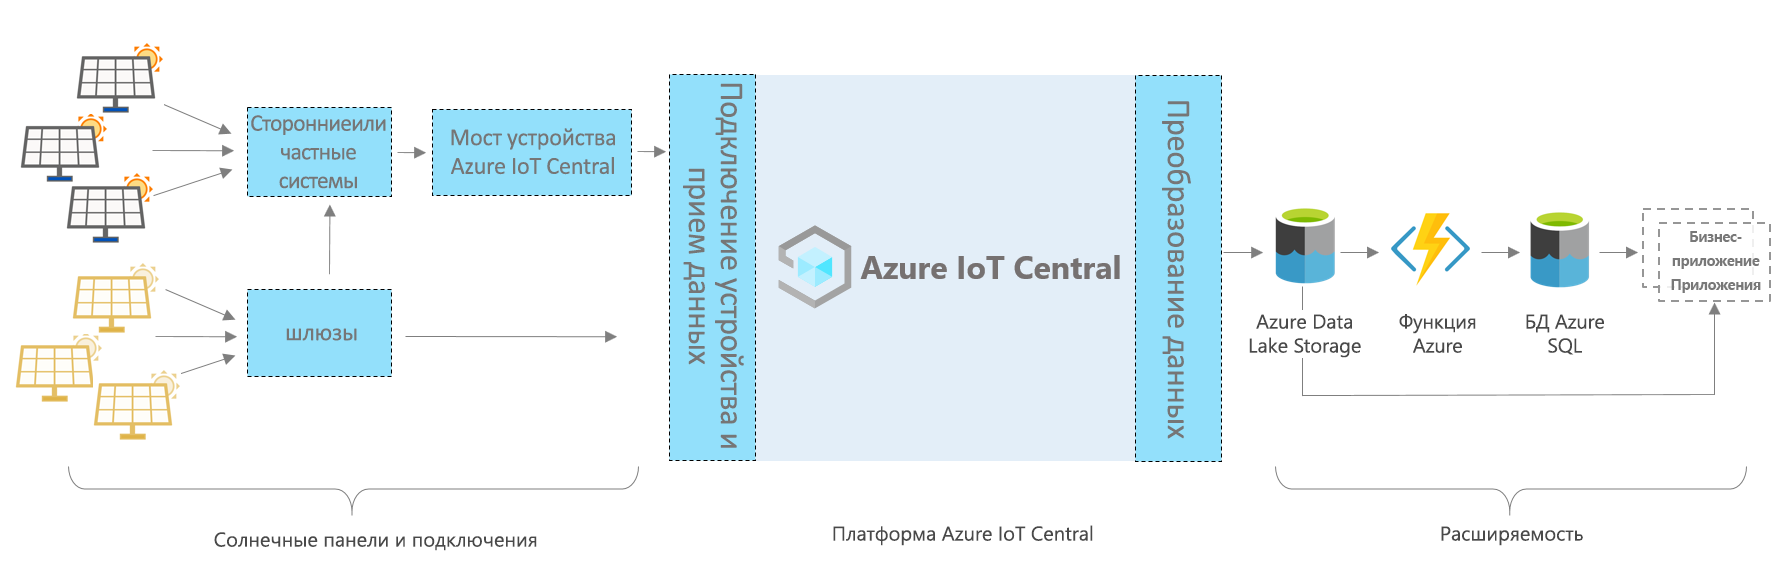 Сторонниеили
частные
системы
Мост устройства
Azure IoT Central
шлюзы
Подключение устройства и
прием данных
Azure IoT Central
Преобразование данных
Azure Data
Lake Storage
Функция
Azure
БД Azure
SQL
Бизнес-
приложение
Приложения
Солнечные панели и подключения
Платформа Azure IoT Central
Расширяемость